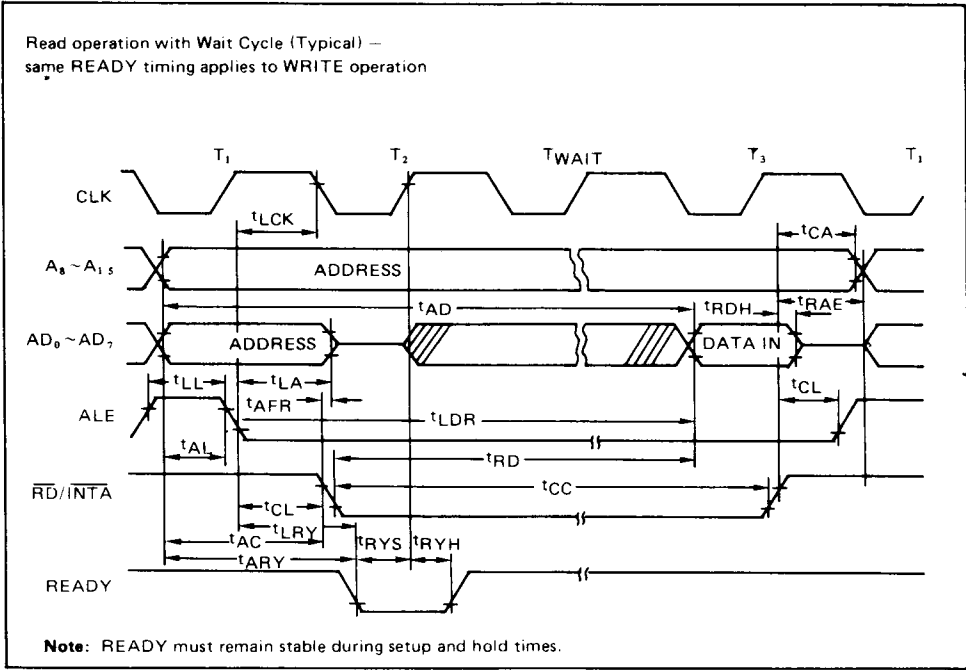 Read operation with Wait Cycle (Typical) —
same READY timing applies to WRITE operation
T₁ T₂ TWAIT T₃ T₁
CLK
tLCK tCA
A₈~A₁₅ ADDRESS
tAD tRDH tRAE
AD₀~AD₇ ADDRESS DATA IN
tLL tLA tCL
tAFR
ALE tLDR
tAL tRD
R̅D̅/I̅N̅T̅A̅ tCC
tCL
tLRY
tAC tRYS tRYH
tARY
READY
Note: READY must remain stable during setup and hold times.